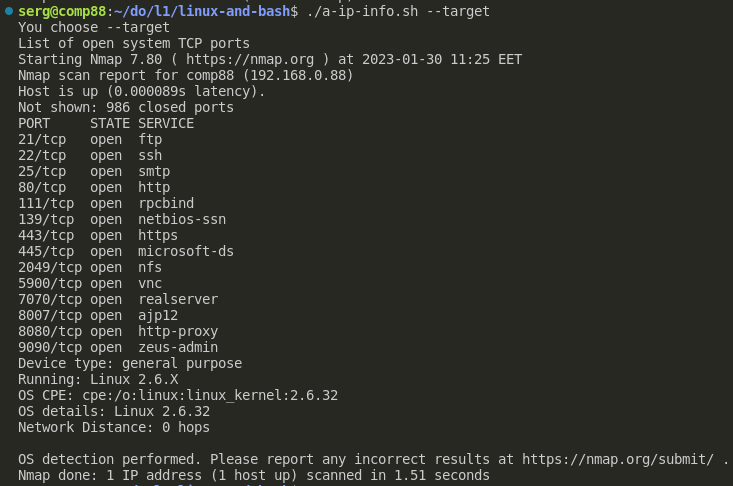 serg@comp88:~/do/l1/linux-and-bash$ ./a-ip-info.sh --target
You choose --target
List of open system TCP ports
Starting Nmap 7.80 ( https://nmap.org ) at 2023-01-30 11:25 EET
Nmap scan report for comp88 (192.168.0.88)
Host is up (0.000089s latency).
Not shown: 986 closed ports
PORT     STATE SERVICE
21/tcp   open  ftp
22/tcp   open  ssh
25/tcp   open  smtp
80/tcp   open  http
111/tcp  open  rpcbind
139/tcp  open  netbios-ssn
443/tcp  open  https
445/tcp  open  microsoft-ds
2049/tcp open  nfs
5900/tcp open  vnc
7070/tcp open  realserver
8007/tcp open  ajp12
8080/tcp open  http-proxy
9090/tcp open  zeus-admin
Device type: general purpose
Running: Linux 2.6.X
OS CPE: cpe:/o:linux:linux_kernel:2.6.32
OS details: Linux 2.6.32
Network Distance: 0 hops

OS detection performed. Please report any incorrect results at https://nmap.org/submit/ .
Nmap done: 1 IP address (1 host up) scanned in 1.51 seconds